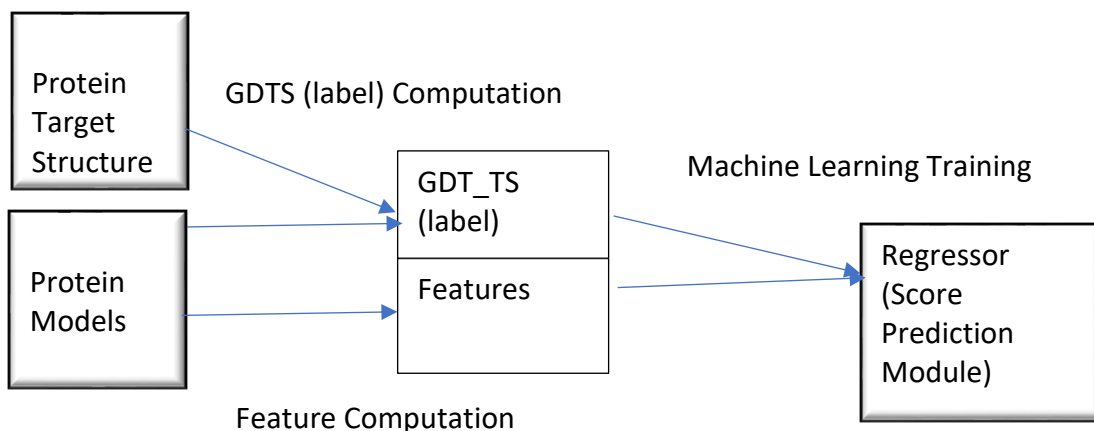 Protein
Target
Structure
GDTS (label) Computation
GDT_TS
(label)
Machine Learning Training
Protein
Models
Features
Regressor
(Score
Prediction
Module)
Feature Computation